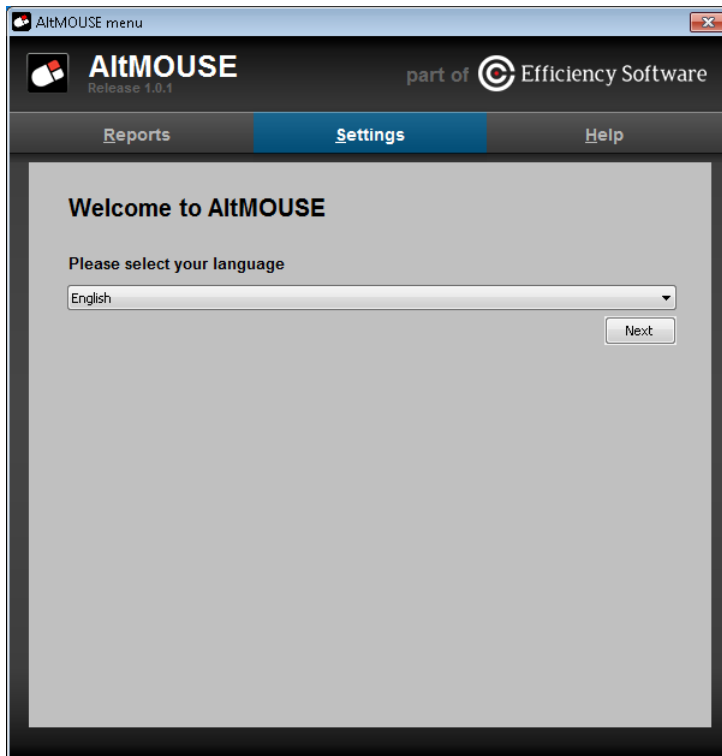 AltMOUSE menu
AltMOUSE
Release 1.0.1
part of Efficiency Software
Reports Settings Help
Welcome to AltMOUSE
Please select your language
English
Next